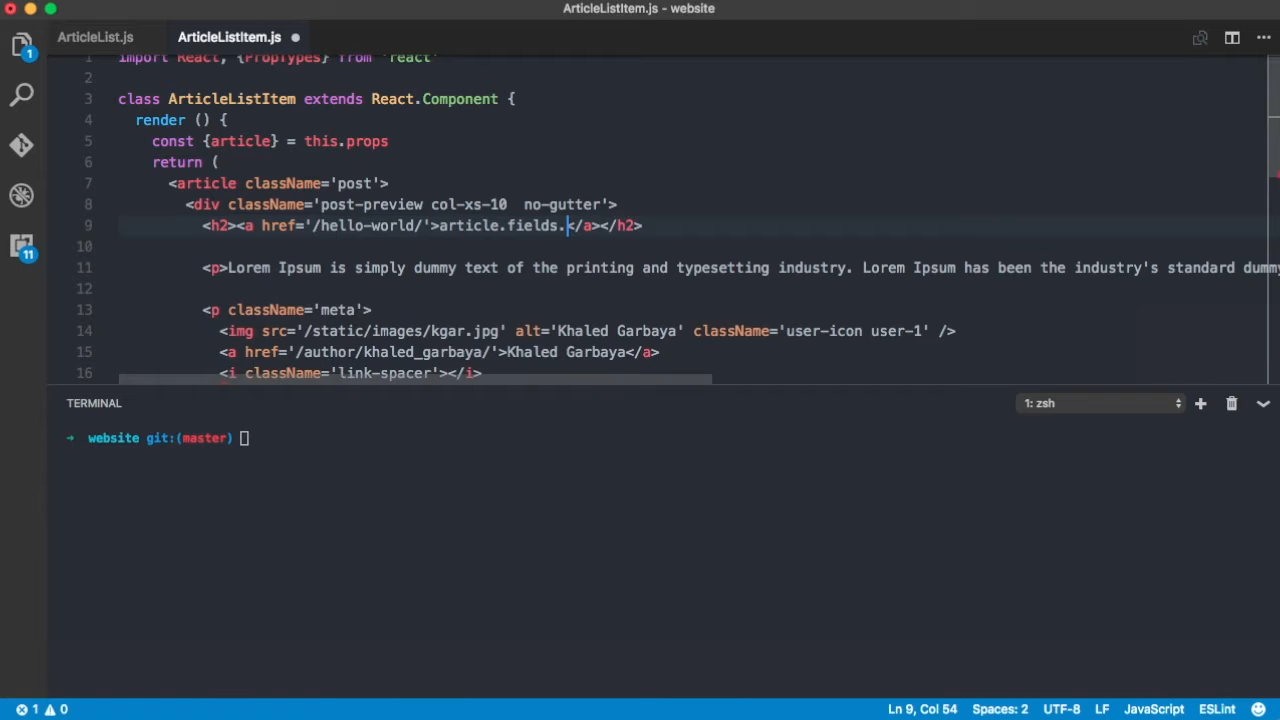 ArticleListItem.js - website
ArticleList.js
ArticleListItem.js
1
11
1 import React, {PropTypes} from 'react'
2
3 class ArticleListItem extends React.Component {
4 render () {
5 const {article} = this.props
6 return (
7 <article className='post'>
8 <div className='post-preview col-xs-10  no-gutter'>
9 <h2><a href='/hello-world/'>article.fields.</a></h2>
10
11 <p>Lorem Ipsum is simply dummy text of the printing and typesetting industry. Lorem Ipsum has been the industry's standard dummy
12
13 <p className='meta'>
14 <img src='/static/images/kgar.jpg' alt='Khaled Garbaya' className='user-icon user-1' />
15 <a href='/author/khaled_garbaya/'>Khaled Garbaya</a>
16 <i className='link-spacer'></i>
TERMINAL
1: zsh
→ website git:(master)
1 0
Ln 9, Col 54
Spaces: 2
UTF-8
LF
JavaScript
ESLint